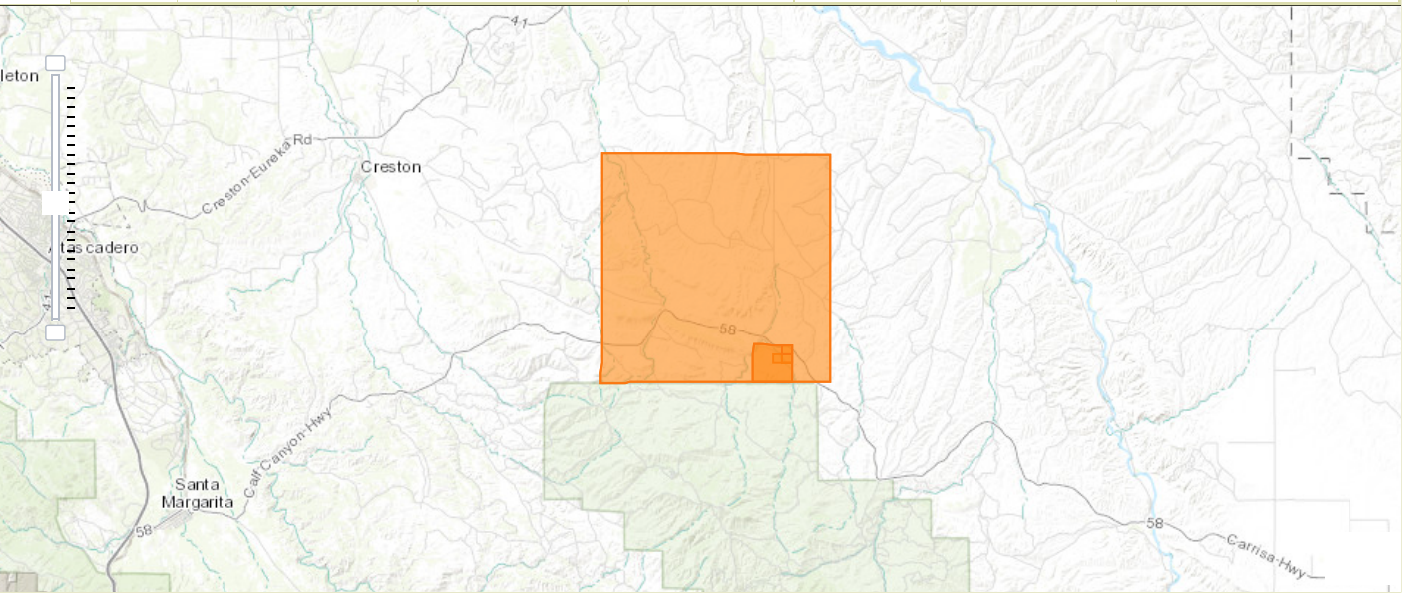 41
leton
Creston-Eureka Rd
Creston
Atascadero
41
58
Calf Canyon-Hwy
Santa
Margarita
58
58
Carrisa-Hwy